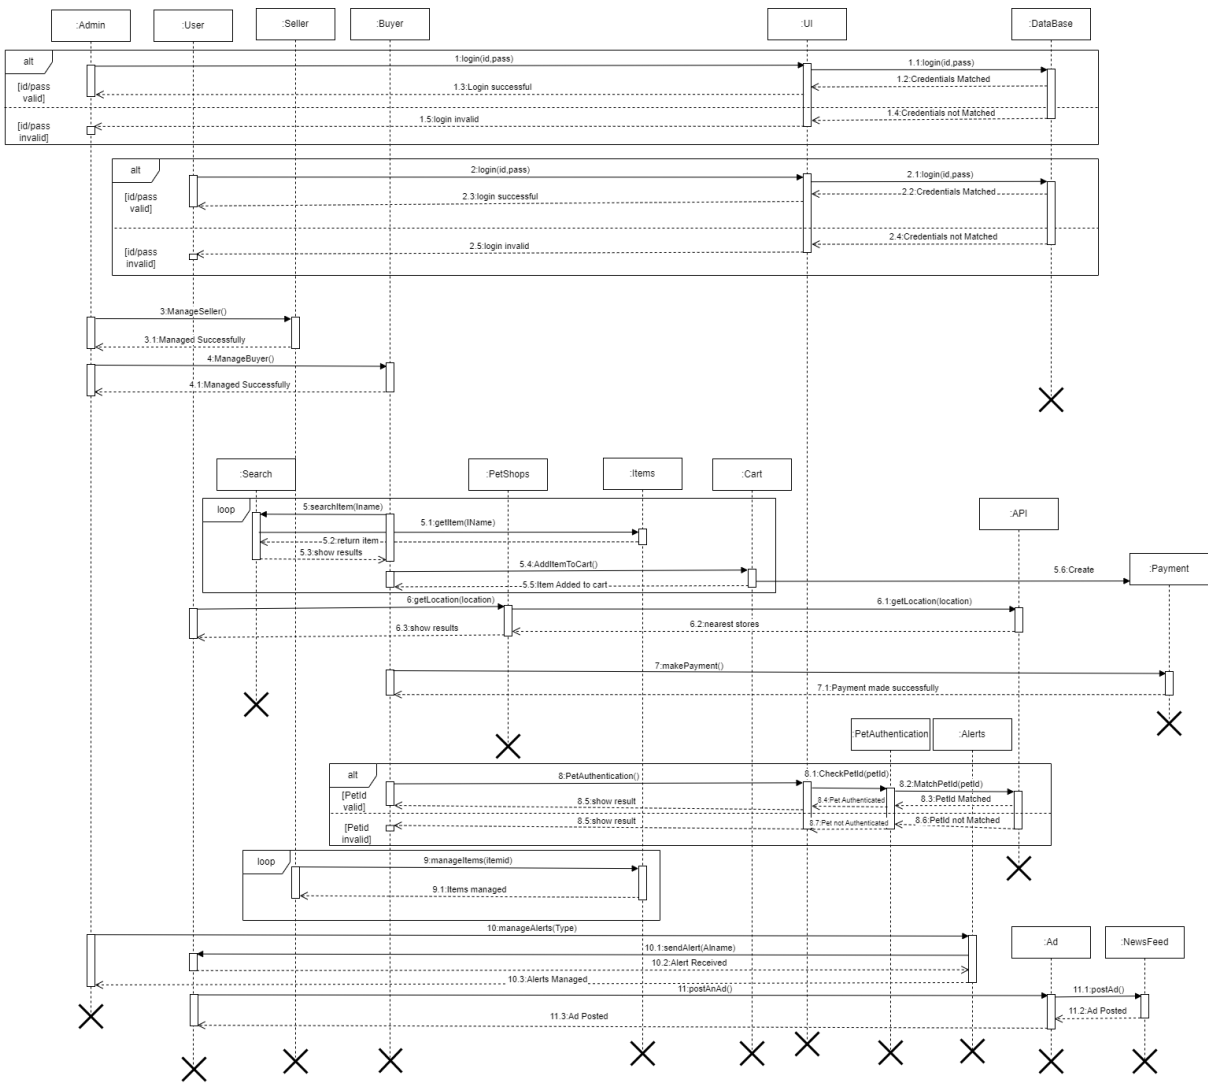 :Admin
:User
:Seller
:Buyer
:UI
:DataBase
alt
1:login(id,pass)
1.1:login(id,pass)
1.2:Credentials Matched
[id/pass
valid]
1.3:Login successful
1.4:Credentials not Matched
1.5:login invalid
[id/pass
invalid]
alt
2:login(id,pass)
2.1:login(id,pass)
2.2:Credentials Matched
[id/pass
valid]
2.3:login successful
2.4:Credentials not Matched
2.5:login invalid
[id/pass
invalid]
3:ManageSeller()
3.1:Managed Successfully
4:ManageBuyer()
4.1:Managed Successfully
:Search
:PetShops
:Items
:Cart
:API
loop
5:searchItem(Iname)
5.1:getItem(IName)
5.2:return item
5.3:show results
5.4:AddItemToCart()
5.5:Item Added to cart
5.6:Create
:Payment
6:getLocation(location)
6.1:getLocation(location)
6.2:nearest stores
6.3:show results
7:makePayment()
7.1:Payment made successfully
:PetAuthentication
:Alerts
alt
8:PetAuthentication()
8.1:CheckPetId(petId)
8.2:MatchPetId(petId)
[PetId
valid]
8.3:PetId Matched
8.4:Pet Authenticated
8.5:show result
8.6:PetId not Matched
8.7:Pet not Authenticated
8.5:show result
[PetId
invalid]
loop
9:manageItems(itemid)
9.1:Items managed
10:manageAlerts(Type)
10.1:sendAlert(Alname)
10.2:Alert Received
10.3:Alerts Managed
:Ad
:NewsFeed
11:postAnAd()
11.1:postAd()
11.2:Ad Posted
11.3:Ad Posted